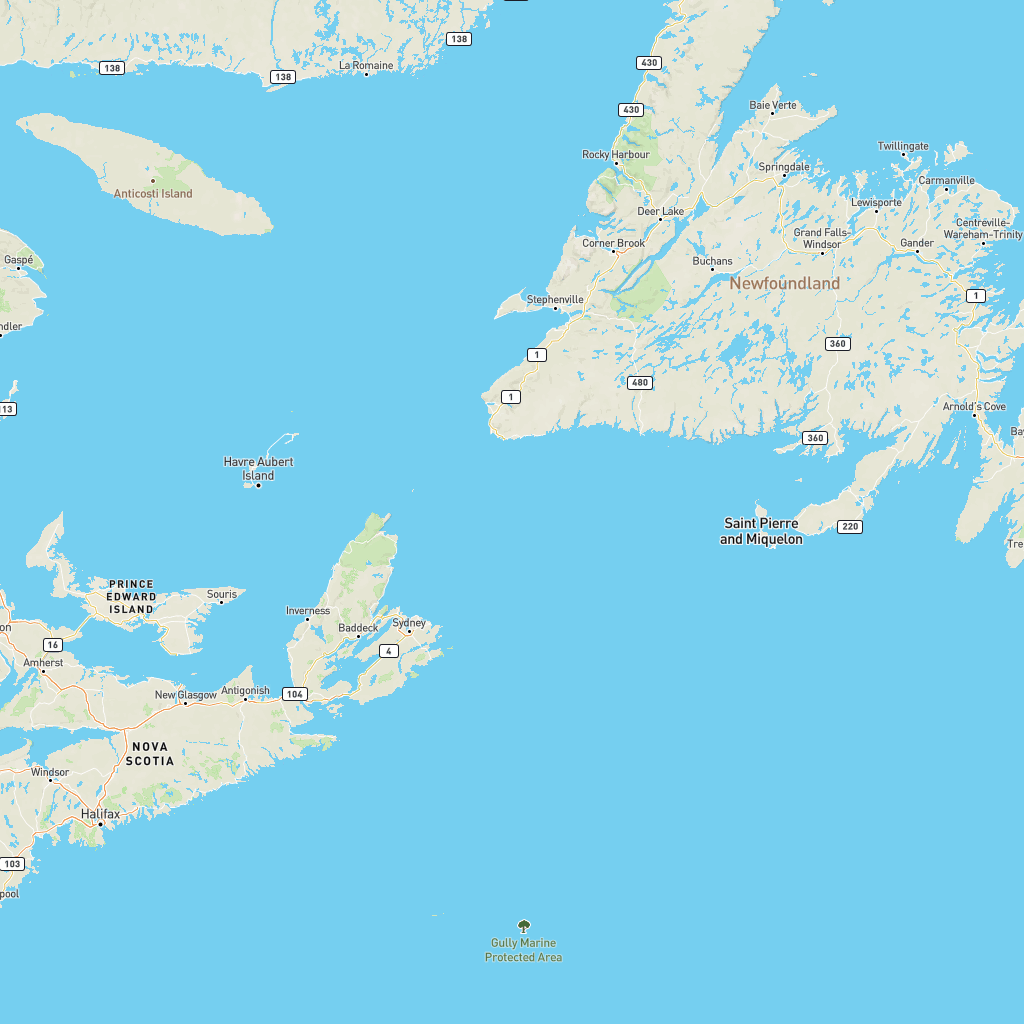 138
430
La Romaine
138
138
430
Baie Verte
Twillingate
Rocky Harbour
Springdale
Carmanville
Anticosti Island
Lewisporte
Deer Lake
Centreville-
Wareham-Trinity
Grand Falls-
Windsor
Corner Brook
Gander
Gaspé
Buchans
Newfoundland
1
Stephenville
ndler
360
1
480
1
113
Arnold's Cove
Ba
360
Havre Aubert
Island
Saint Pierre
and Miquelon
220
Tre
PRINCE
EDWARD
ISLAND
Souris
Inverness
Sydney
on
Baddeck
16
4
Amherst
New Glasgow
Antigonish
104
NOVA
SCOTIA
Windsor
Halifax
103
pool
Gully Marine
Protected Area